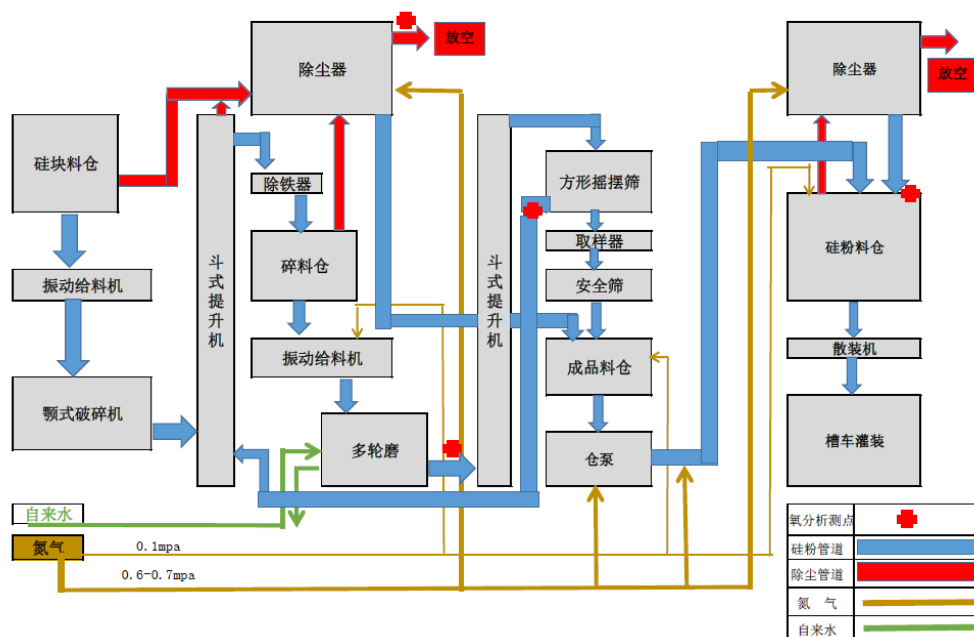 除尘器
放空
除尘器
放空
硅块料仓
斗式提升机
除铁器
碎料仓
振动给料机
振动给料机
颚式破碎机
多轮磨
斗式提升机
方形摇摆筛
取样器
安全筛
成品料仓
仓泵
硅粉料仓
散装机
槽车灌装
自来水
氮气
0.1mpa
0.6-0.7mpa
氧分析测点
硅粉管道
除尘管道
氮 气
自来水